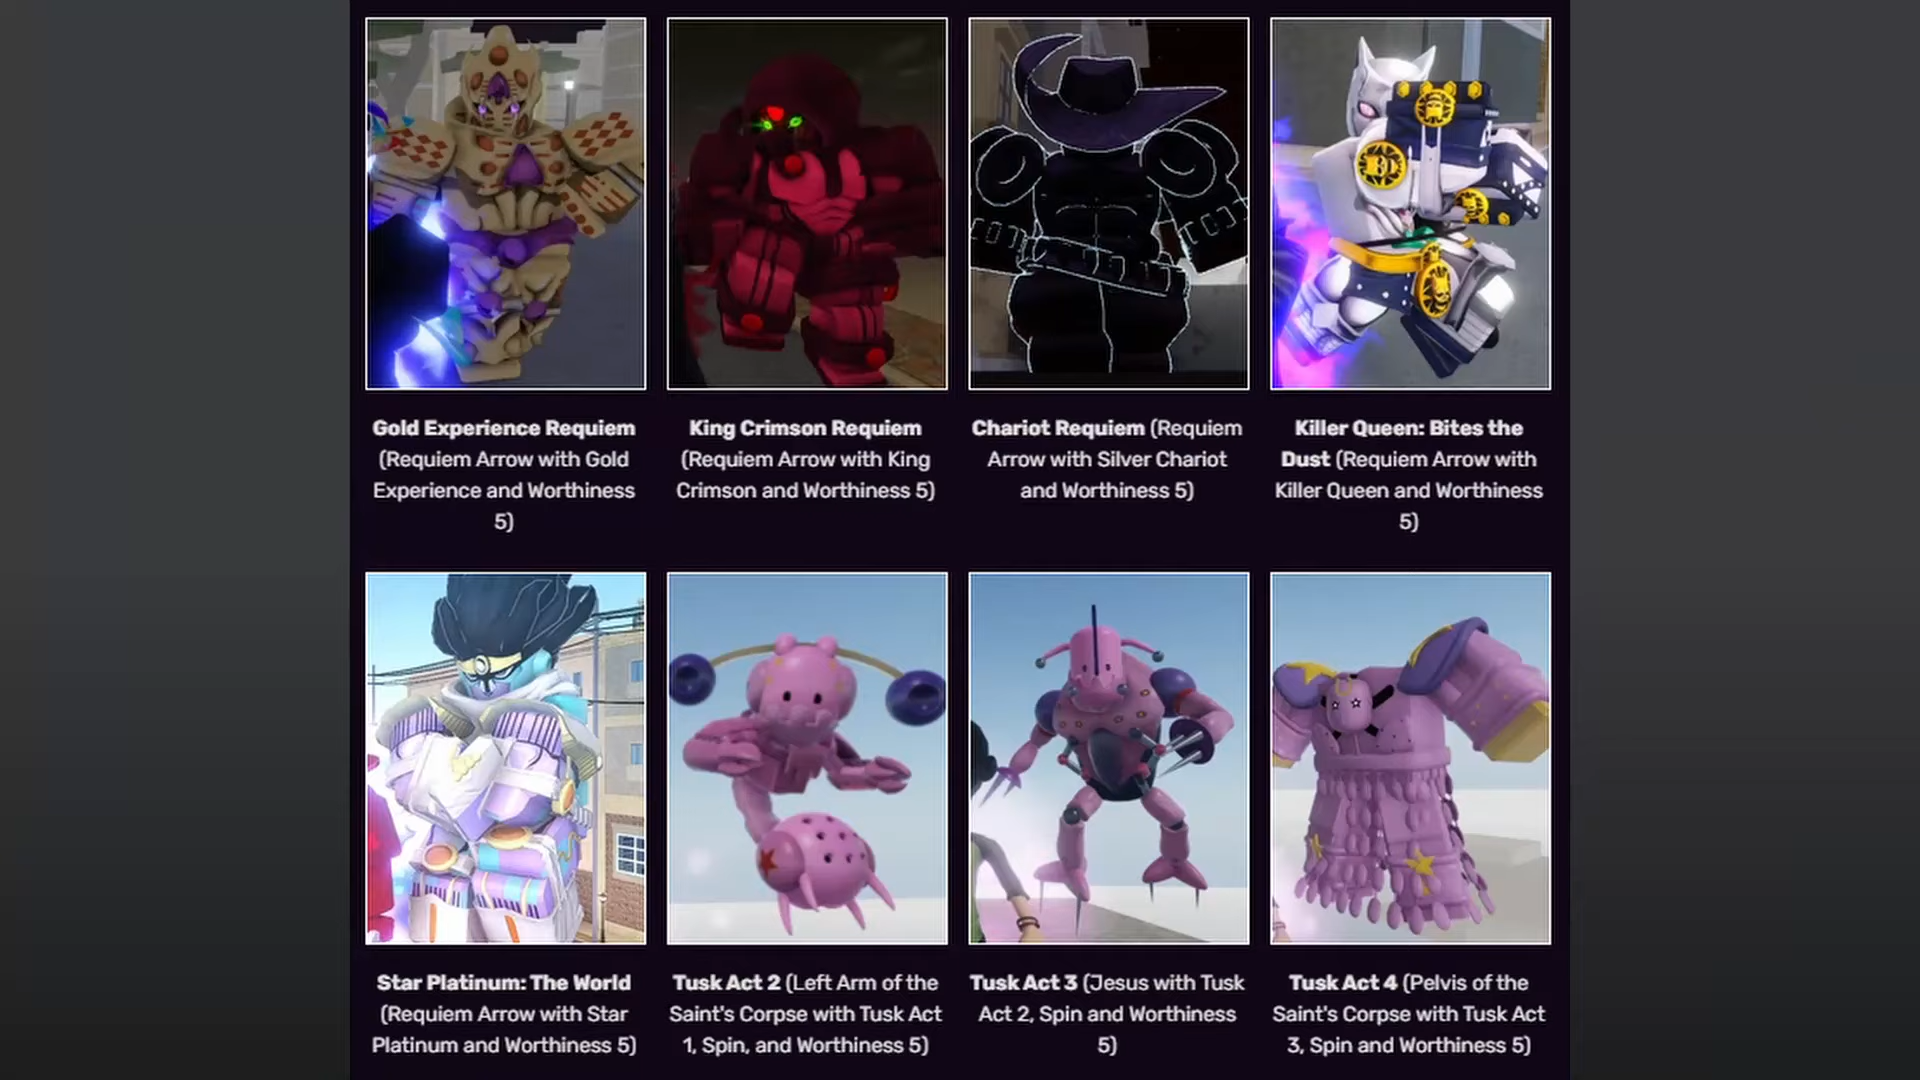 Gold Experience Requiem
(Requiem Arrow with Gold
Experience and Worthiness
5)
King Crimson Requiem
(Requiem Arrow with King
Crimson and Worthiness 5)
Chariot Requiem (Requiem
Arrow with Silver Chariot
and Worthiness 5)
Killer Queen: Bites the
Dust (Requiem Arrow with
Killer Queen and Worthiness
5)
Star Platinum: The World
(Requiem Arrow with Star
Platinum and Worthiness 5)
Tusk Act 2 (Left Arm of the
Saint's Corpse with Tusk Act
1, Spin, and Worthiness 5)
Tusk Act 3 (Jesus with Tusk
Act 2, Spin and Worthiness
5)
Tusk Act 4 (Pelvis of the
Saint's Corpse with Tusk Act
3, Spin and Worthiness 5)